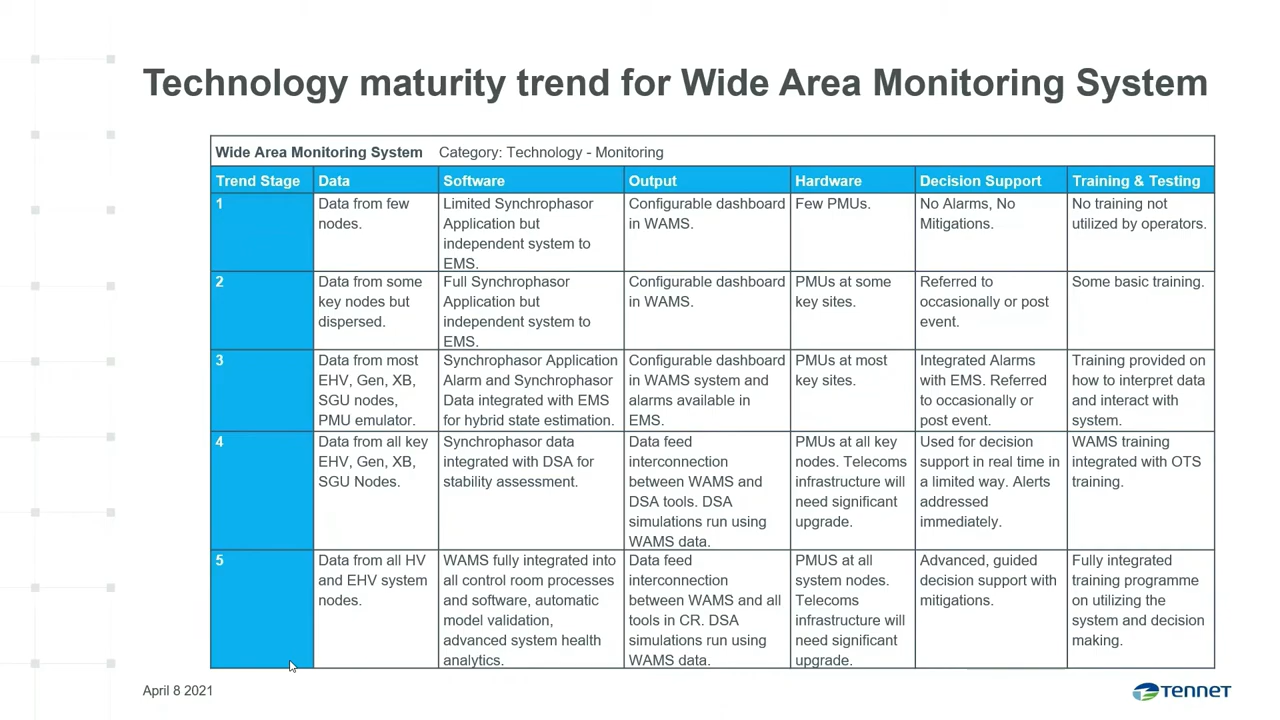 Technology maturity trend for Wide Area Monitoring System
Wide Area Monitoring System Category: Technology - Monitoring
Trend Stage Data Software Output Hardware Decision Support Training & Testing
1
Data from few
nodes.
Limited Synchrophasor
Application but
independent system to
EMS.
Configurable dashboard
in WAMS.
Few PMUs.
No Alarms, No
Mitigations.
No training not
utilized by operators.
2
Data from some
key nodes but
dispersed.
Full Synchrophasor
Application but
independent system to
EMS.
Configurable dashboard
in WAMS.
PMUs at some
key sites.
Referred to
occasionally or post
event.
Some basic training.
3
Data from most
EHV, Gen, XB,
SGU nodes,
PMU emulator.
Synchrophasor Application
Alarm and Synchrophasor
Data integrated with EMS
for hybrid state estimation.
Configurable dashboard
in WAMS system and
alarms available in
EMS.
PMUs at most
key sites.
Integrated Alarms
with EMS. Referred
to occasionally or
post event.
Training provided on
how to interpret data
and interact with
system.
4
Data from all key
EHV, Gen, XB,
SGU Nodes.
Synchrophasor data
integrated with DSA for
stability assessment.
Data feed
interconnection
between WAMS and
DSA tools. DSA
simulations run using
WAMS data.
PMUs at all key
nodes. Telecoms
infrastructure will
need significant
upgrade.
Used for decision
support in real time in
a limited way. Alerts
addressed
immediately.
WAMS training
integrated with OTS
training.
5
Data from all HV
and EHV system
nodes.
WAMS fully integrated into
all control room processes
and software, automatic
model validation,
advanced system health
analytics.
Data feed
interconnection
between WAMS and all
tools in CR. DSA
simulations run using
WAMS data.
PMUS at all
system nodes.
Telecoms
infrastructure will
need significant
upgrade.
Advanced, guided
decision support with
mitigations.
Fully integrated
training programme
on utilizing the
system and decision
making.
April 8 2021
TENNET